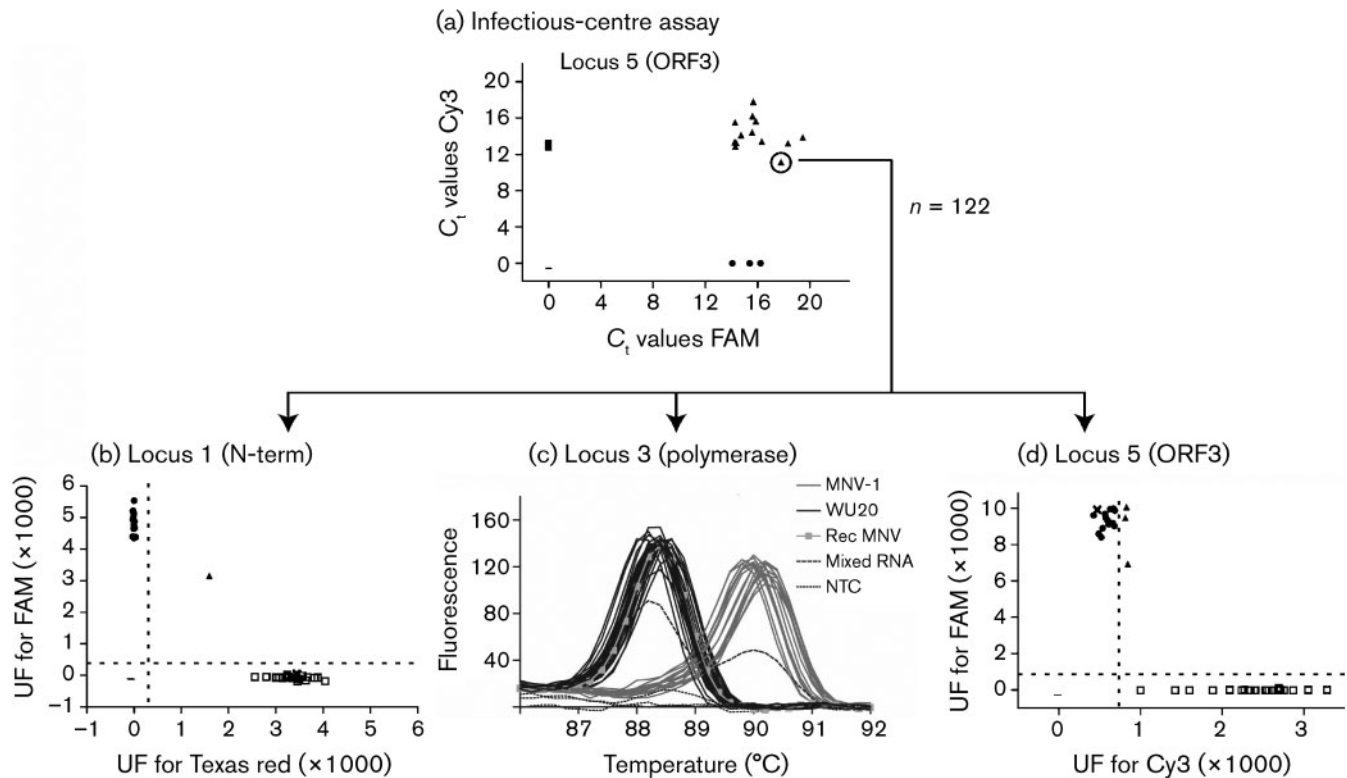 (a) Infectious-centre assay
Locus 5 (ORF3)
20
16
12
8
4
0
Ct values Cy3
0 4 8 12 16 20
Ct values FAM
n = 122
(b) Locus 1 (N-term)
6
5
4
3
2
1
0
−1
UF for FAM (×1000)
−1 0 1 2 3 4 5 6
UF for Texas red (×1000)
(c) Locus 3 (polymerase)
MNV-1
WU20
Rec MNV
Mixed RNA
NTC
160
120
80
40
Fluorescence
87 88 89 90 91 92
Temperature (°C)
(d) Locus 5 (ORF3)
10
8
6
4
2
0
UF for FAM (×1000)
0 1 2 3
UF for Cy3 (×1000)